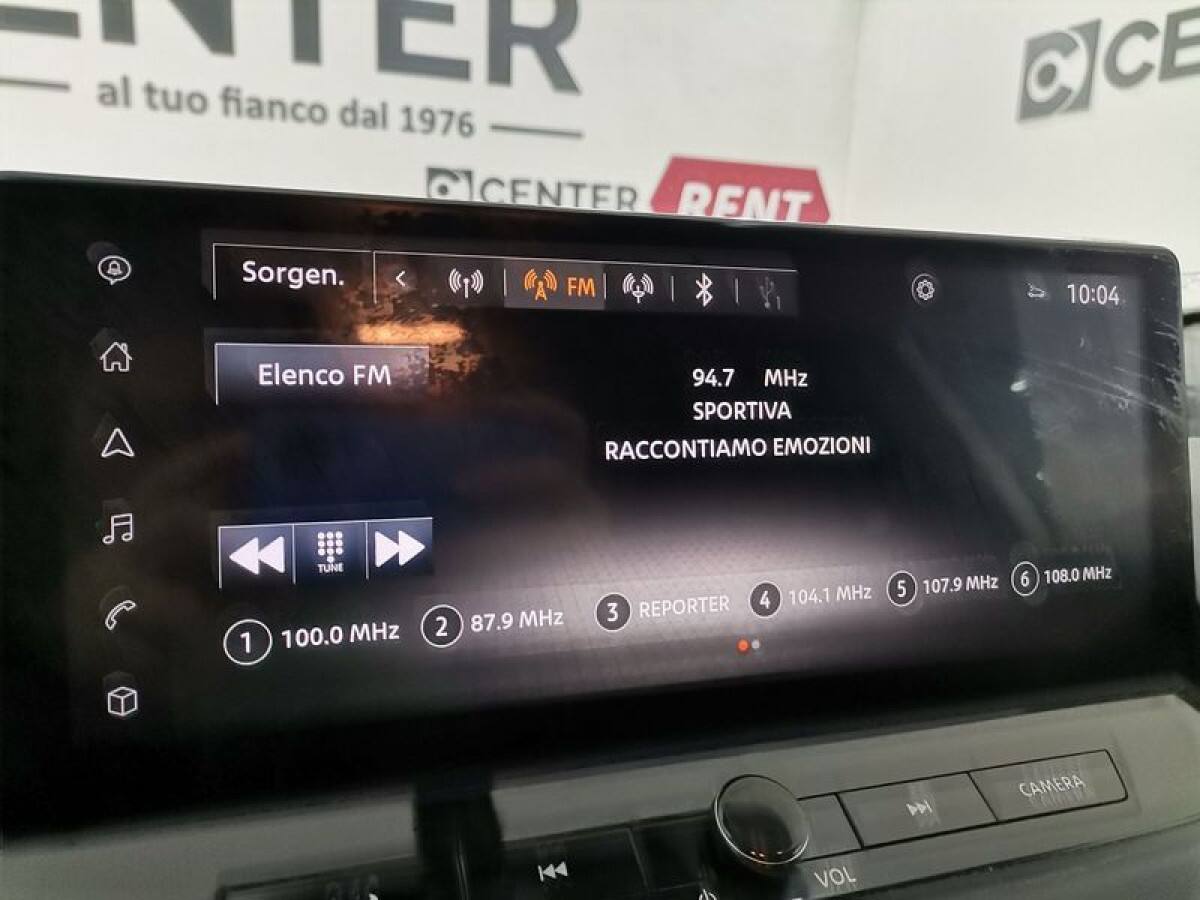 ENTER
al tuo fianco dal 1976
CENTER
RENT
CE
Sorgen.
FM
10:04
Elenco FM
94.7 MHz
SPORTIVA
RACCONTIAMO EMOZIONI
TUNE
1 100.0 MHz
2 87.9 MHz
3 REPORTER
4 104.1 MHz
5 107.9 MHz
6 108.0 MHz
CAMERA
VOL